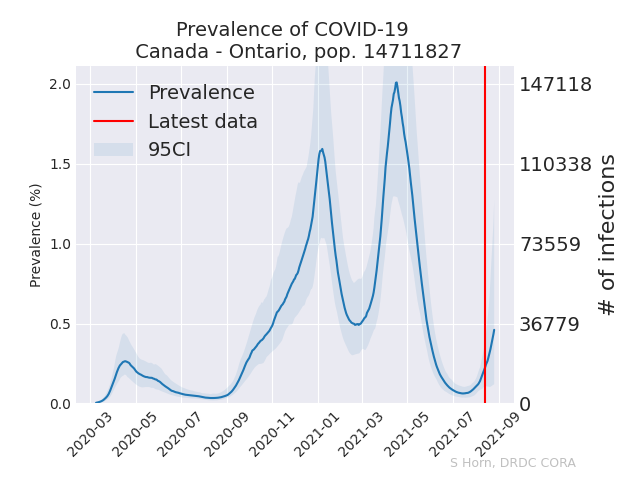 Prevalence of COVID-19
Canada - Ontario, pop. 14711827
Prevalence
Latest data
95CI
Prevalence (%)
2.0
1.5
1.0
0.5
0.0
147118
110338
73559
36779
0
# of infections
2020-03
2020-05
2020-07
2020-09
2020-11
2021-01
2021-03
2021-05
2021-07
2021-09
S Horn, DRDC CORA